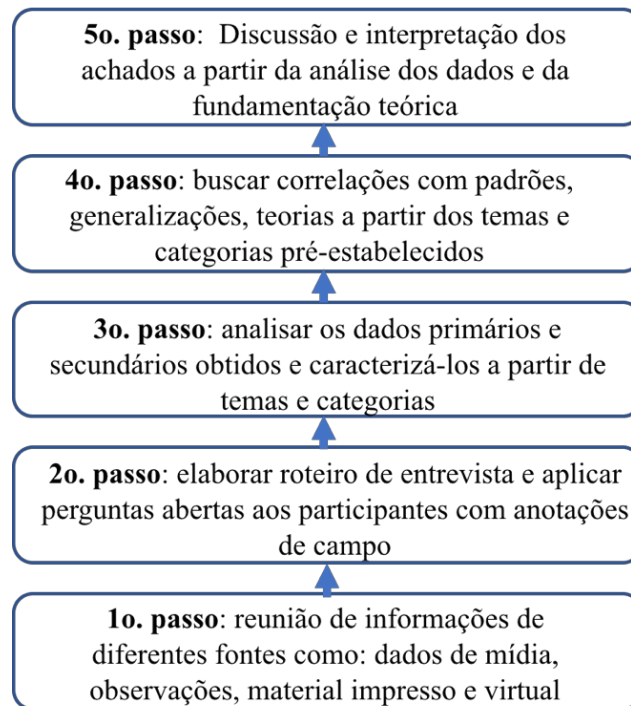 5o. passo: Discussão e interpretação dos
achados a partir da análise dos dados e da
fundamentação teórica
4o. passo: buscar correlações com padrões,
generalizações, teorias a partir dos temas e
categorias pré-estabelecidos
3o. passo: analisar os dados primários e
secundários obtidos e caracterizá-los a partir de
temas e categorias
2o. passo: elaborar roteiro de entrevista e aplicar
perguntas abertas aos participantes com anotações
de campo
1o. passo: reunião de informações de
diferentes fontes como: dados de mídia,
observações, material impresso e virtual